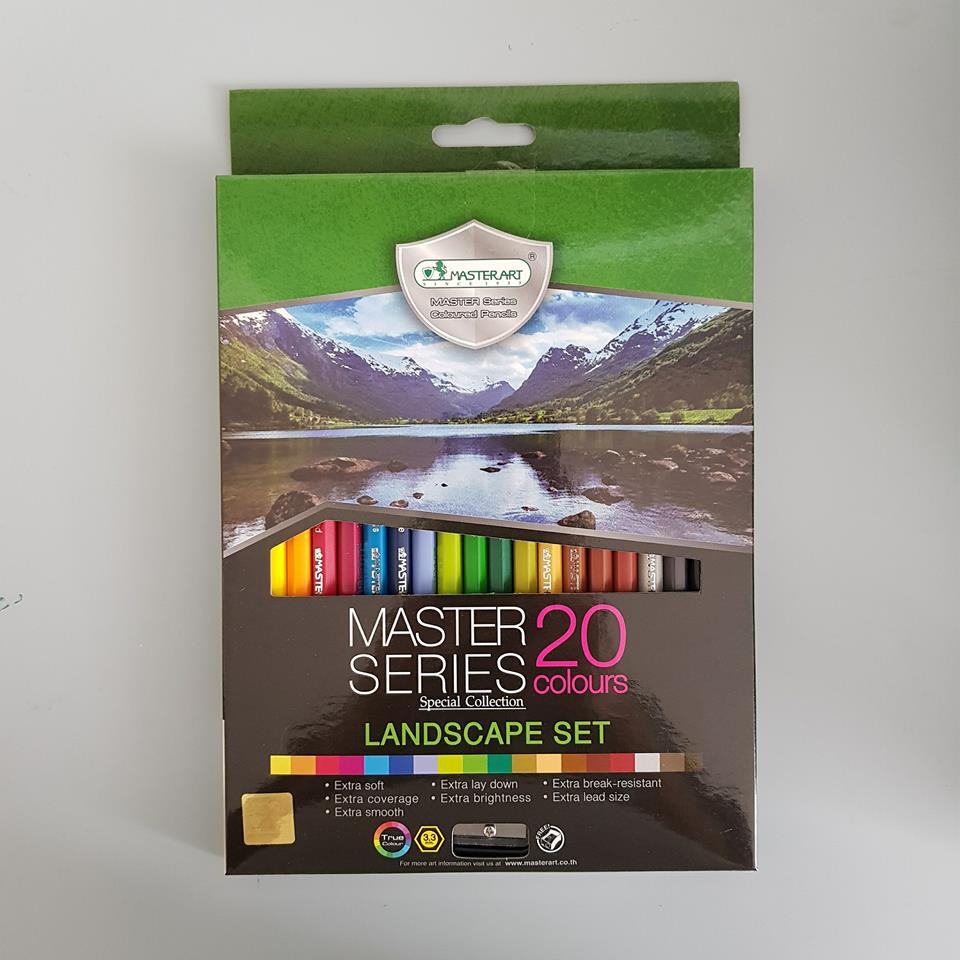 MASTERART
®
SINCE 1933
MASTER Series
Coloured Pencils
MASTER
SERIES
20
colours
Special Collection
LANDSCAPE SET
• Extra soft
• Extra coverage
• Extra smooth
• Extra lay down
• Extra brightness
• Extra break-resistant
• Extra lead size
True
Colour
3.3
FREE!
For more art information visit us at www.masterart.co.th